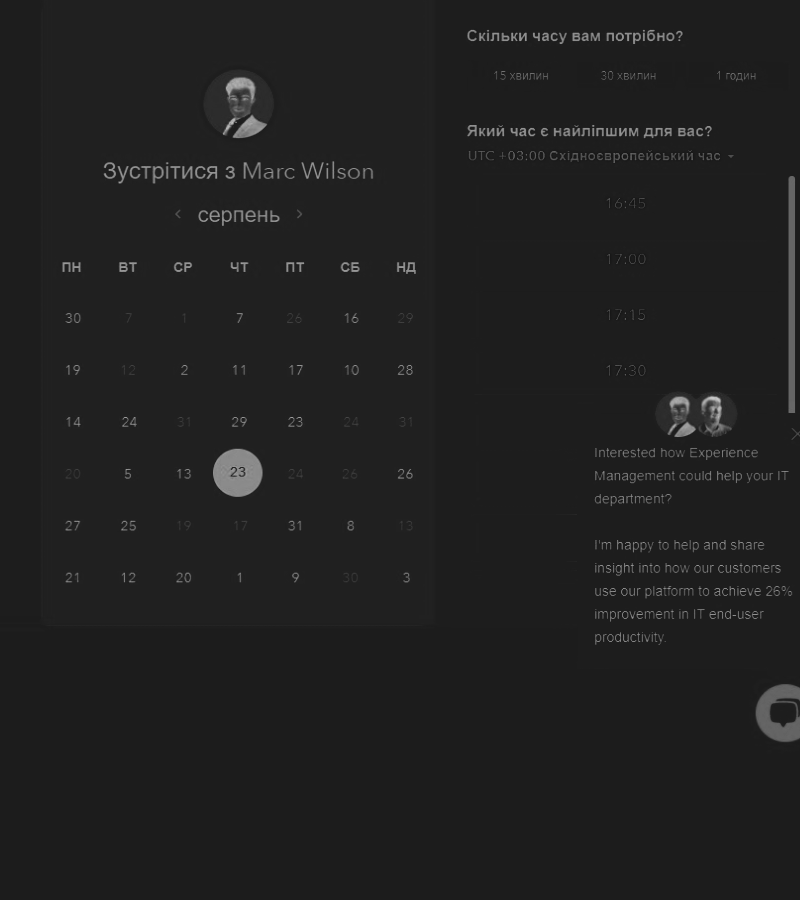 Зустрітися з Marc Wilson
серпень
ПН ВТ СР ЧТ ПТ СБ НД
30 7 1 7 26 16 29
19 12 2 11 17 10 28
14 24 31 29 23 24 31
20 5 13 23 24 26 26
27 25 19 17 31 8 13
21 12 20 1 9 30 3
Скільки часу вам потрібно?
15 хвилин 30 хвилин 1 годин
Який час є найліпшим для вас?
UTC +03:00 Східноєвропейський час
16:45
17:00
17:15
17:30
Interested how Experience
Management could help your IT
department?
I'm happy to help and share
insight into how our customers
use our platform to achieve 26%
improvement in IT end-user
productivity.